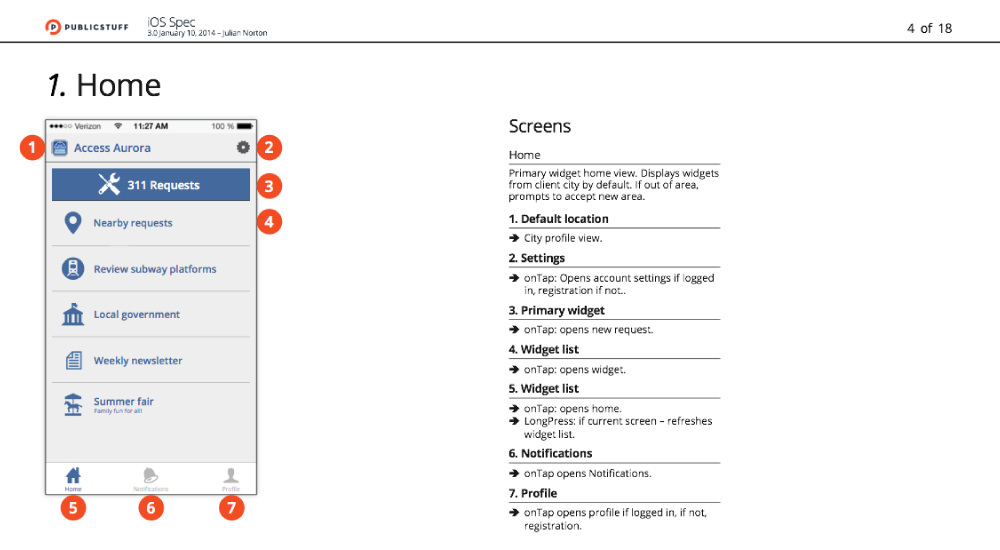 PUBLICSTUFF
iOS Spec
3.0 January 10, 2014 – Julian Norton
4 of 18
1. Home
Verizon 11:27 AM 100 %
1 Access Aurora 2
311 Requests 3
Nearby requests 4
Review subway platforms
Local government
Weekly newsletter
Summer fair
Family fun for all!
Home Notifications Profile
5 6 7
Screens
Home
Primary widget home view. Displays widgets
from client city by default. If out of area,
prompts to accept new area.
1. Default location
➔ City profile view.
2. Settings
➔ onTap: Opens account settings if logged
in, registration if not..
3. Primary widget
➔ onTap: opens new request.
4. Widget list
➔ onTap: opens widget.
5. Widget list
➔ onTap: opens home.
➔ LongPress: if current screen – refreshes
widget list.
6. Notifications
➔ onTap opens Notifications.
7. Profile
➔ onTap opens profile if logged in, if not,
registration.